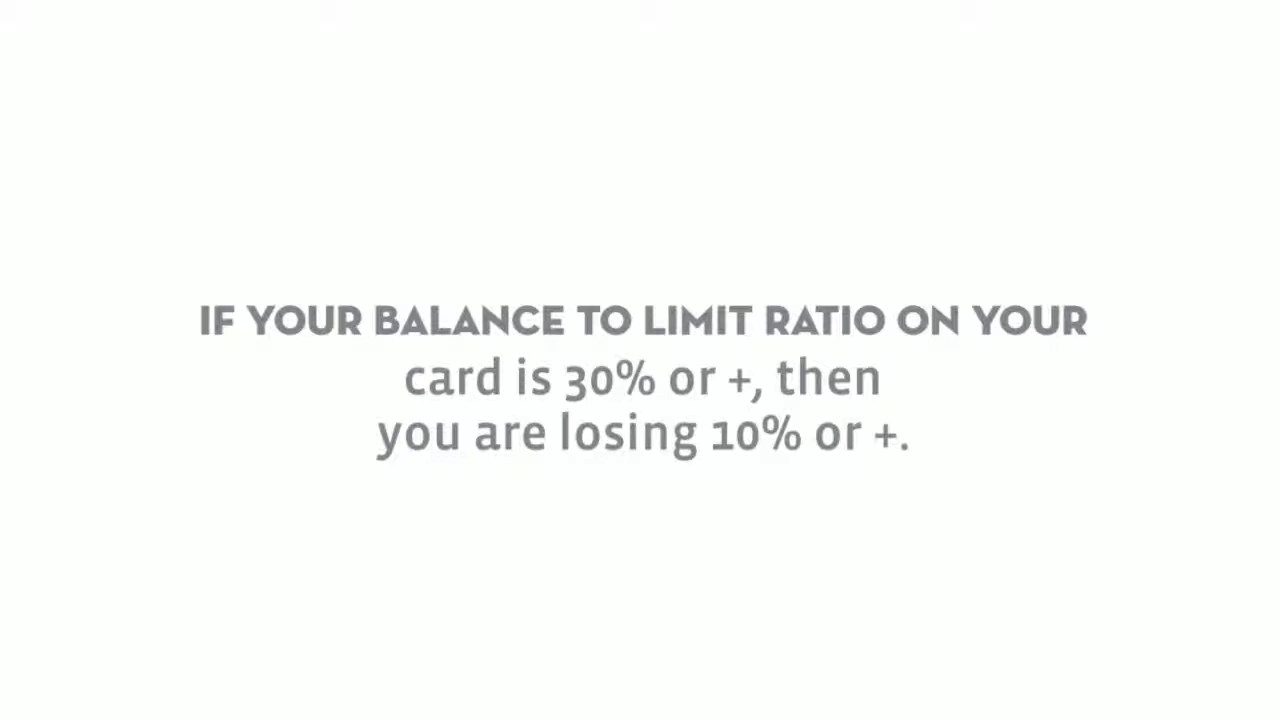 IF YOUR BALANCE TO LIMIT RATIO ON YOUR
card is 30% or +, then
you are losing 10% or +.